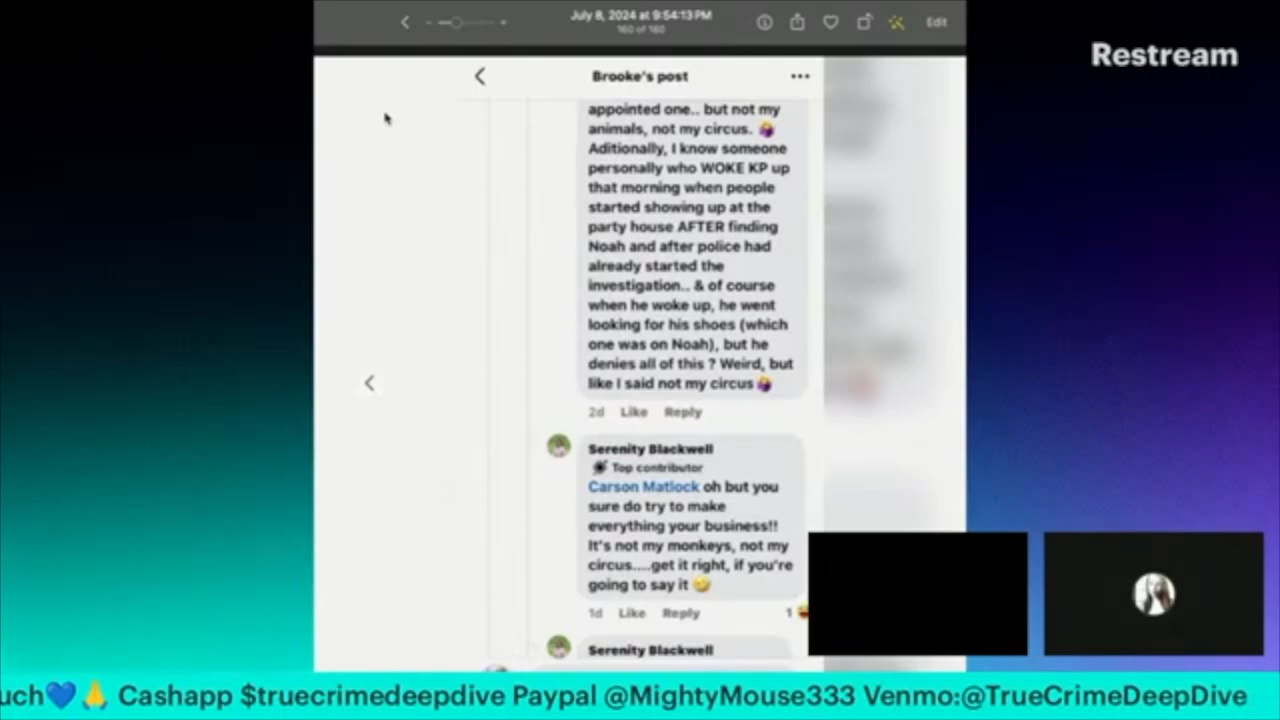 July 8, 2024 at 9:54:13 PM
160 of 160
Edit
Restream
Brooke's post
appointed one.. but not my
animals, not my circus. 🤷‍♀️
Aditionally, I know someone
personally who WOKE KP up
that morning when people
started showing up at the
party house AFTER finding
Noah and after police had
already started the
investigation.. & of course
when he woke up, he went
looking for his shoes (which
one was on Noah), but he
denies all of this ? Weird, but
like I said not my circus 🤷‍♀️
2d Like Reply
Serenity Blackwell
Top contributor
Carson Matlock oh but you
sure do try to make
everything your business!!
It's not my monkeys, not my
circus.....get it right, if you're
going to say it 🤣
1d Like Reply 1
Serenity Blackwell
uch💙🙏 Cashapp $truecrimedeepdive Paypal @MightyMouse333 Venmo:@TrueCrimeDeepDive